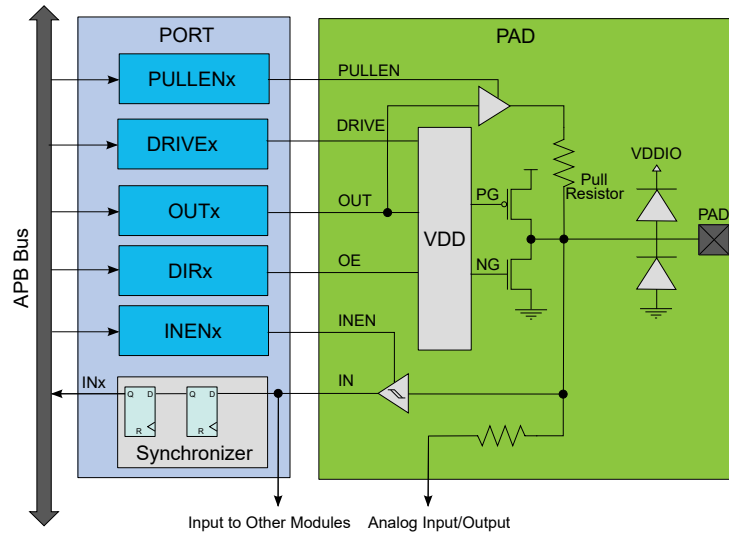 PORT
PAD
APB Bus
PULLENx
PULLEN
DRIVEx
DRIVE
VDDIO
Pull
Resistor
OUTx
OUT
PG
PAD
VDD
DIRx
OE
NG
INENx
INEN
INx
IN
Q D
Q D
R
R
Synchronizer
Input to Other Modules
Analog Input/Output